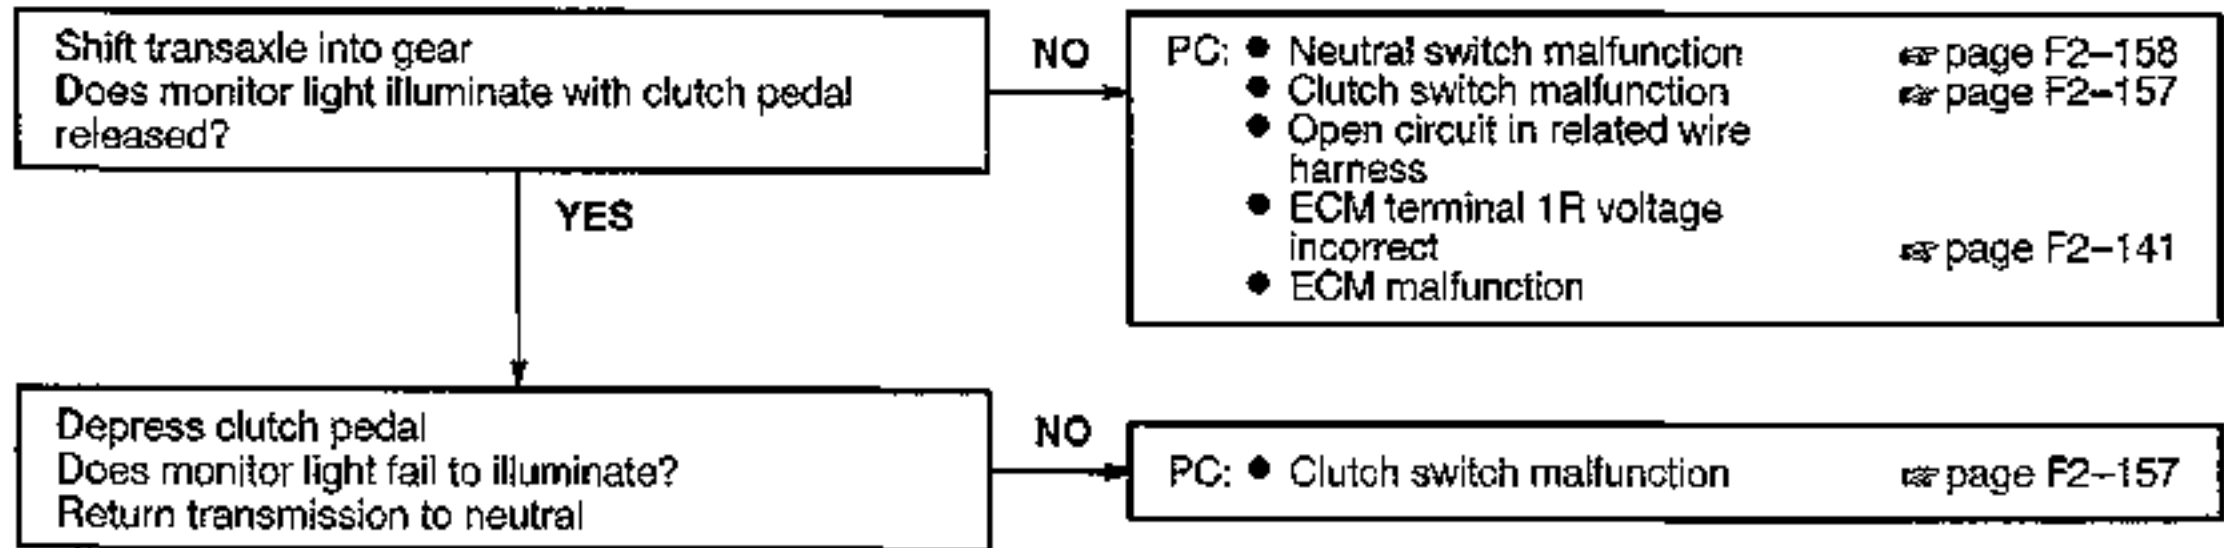 Shift transaxle into gear
Does monitor light illuminate with clutch pedal
released?
NO
PC: ● Neutral switch malfunction ☞ page F2–158
● Clutch switch malfunction ☞ page F2–157
● Open circuit in related wire
harness
● ECM terminal 1R voltage
incorrect ☞ page F2–141
● ECM malfunction
YES
Depress clutch pedal
Does monitor light fail to illuminate?
Return transmission to neutral
NO
PC: ● Clutch switch malfunction ☞ page F2–157